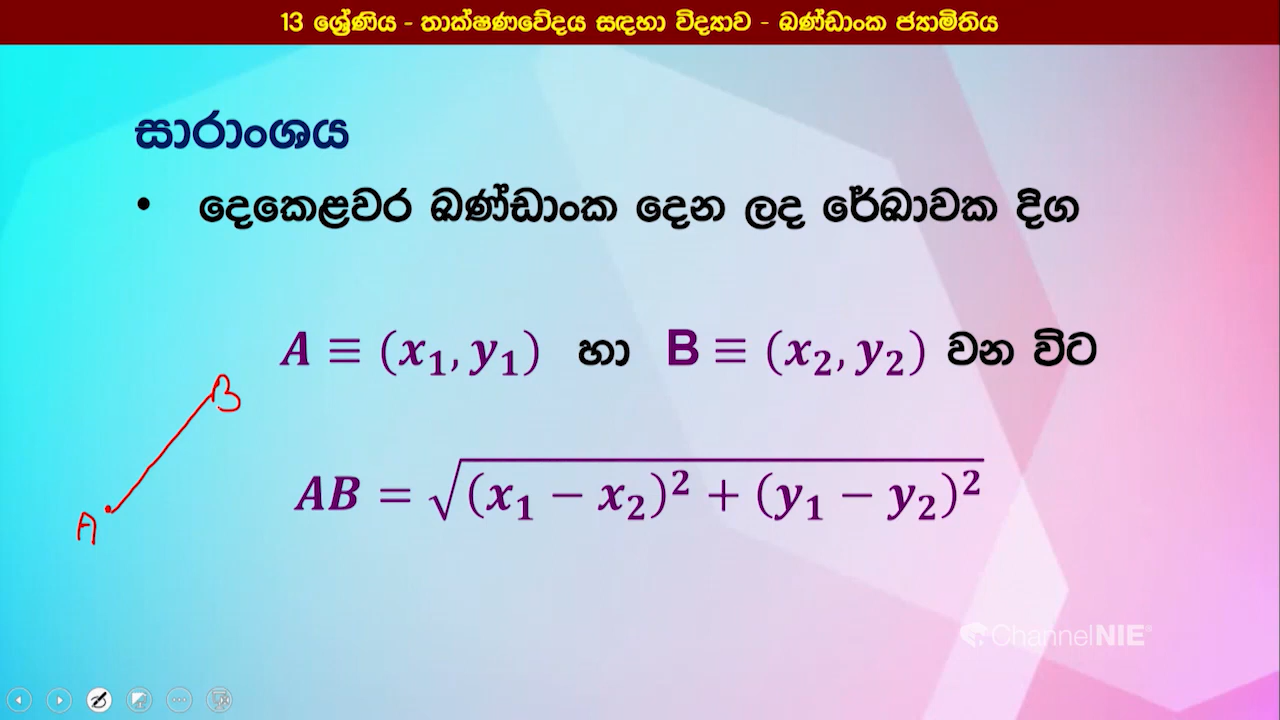 13 ශ්‍රේණිය - තාක්ෂණවේදය සඳහා විද්‍යාව - ඛණ්ඩාංක ජ්‍යාමිතිය
සාරාංශය
• දෙකෙළවර ඛණ්ඩාංක දෙන ලද රේඛාවක දිග
A ≡ (x₁, y₁) හා B ≡ (x₂, y₂) වන විට
B
AB = √((x₁ − x₂)² + (y₁ − y₂)²)
A
ChannelNIE